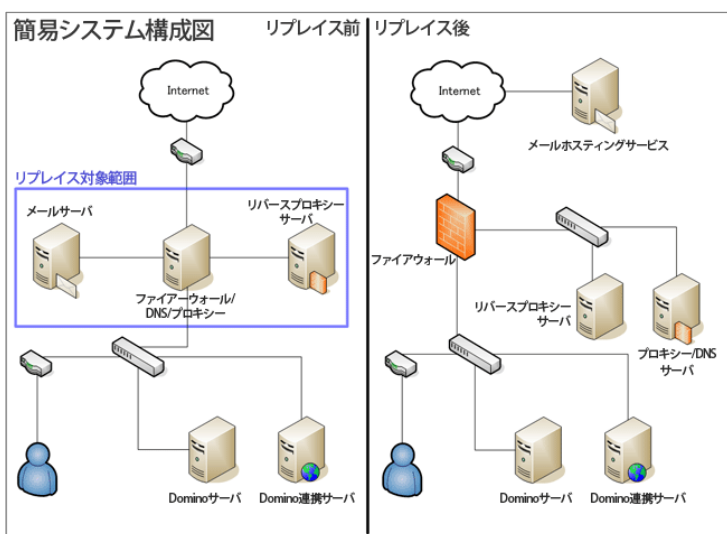 簡易システム構成図
リプレイス前
Internet
リプレイス対象範囲
メールサーバ
リバースプロキシー
サーバ
ファイアーウォール/
DNS/プロキシー
Dominoサーバ
Domino連携サーバ
リプレイス後
Internet
メールホスティングサービス
ファイアウォール
リバースプロキシー
サーバ
プロキシー/DNS
サーバ
Dominoサーバ
Domino連携サーバ